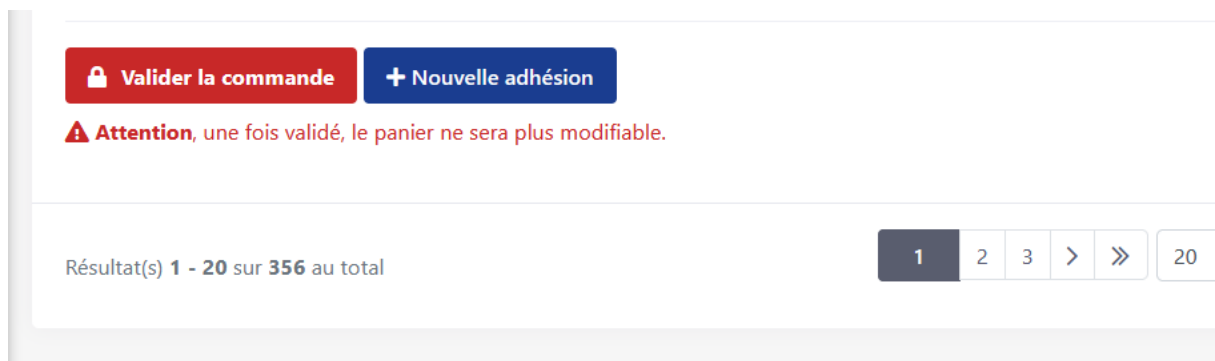 Valider la commande
+ Nouvelle adhésion
Attention, une fois validé, le panier ne sera plus modifiable.
Résultat(s) 1 - 20 sur 356 au total
1 2 3 > » 20